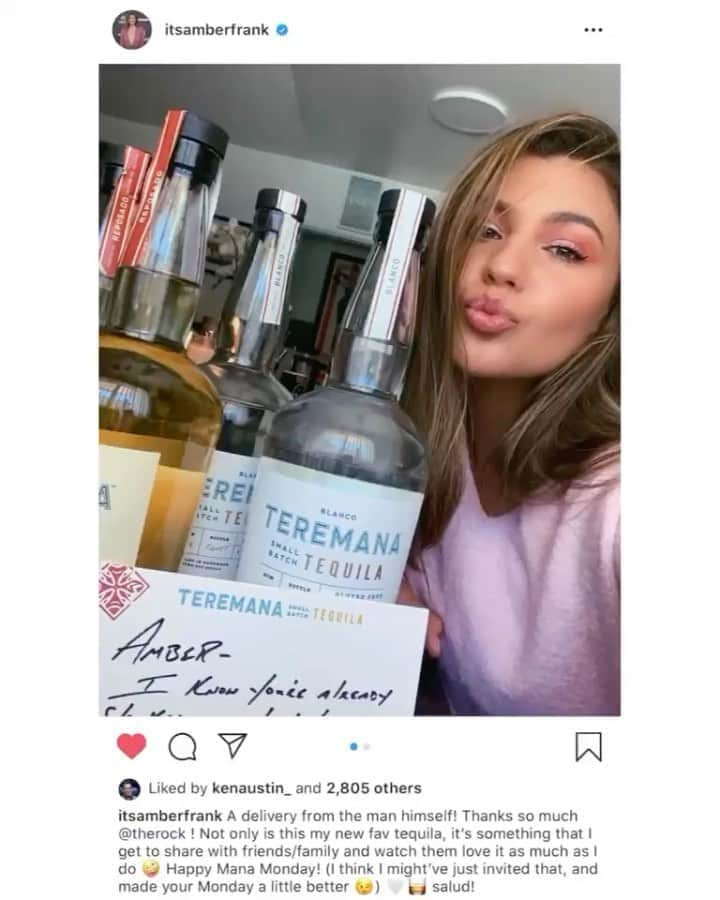 itsamberfrank
REPOSADO
REPOSADO
BLANCO
BLANCO
BLANCO
TEREMANA
SMALL
BATCH TEQUILA
TEREMANA SMALL BATCH TEQUILA
AMBER-
I KNOW YOU'RE ALREADY
Liked by kenaustin_ and 2,805 others
itsamberfrank A delivery from the man himself! Thanks so much
@therock ! Not only is this my new fav tequila, it's something that I
get to share with friends/family and watch them love it as much as I
do 🤪 Happy Mana Monday! (I think I might've just invited that, and
made your Monday a little better 😉) 🤍🥃 salud!